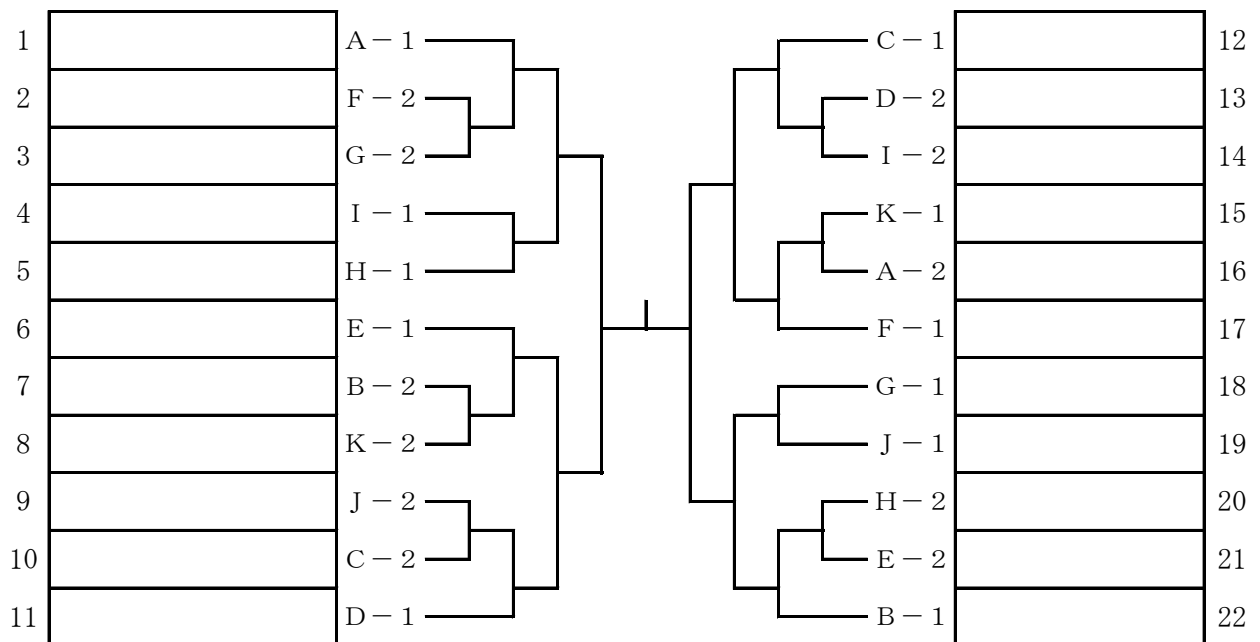 1 A－1 C－1 12
2 F－2 D－2 13
3 G－2 I－2 14
4 I－1 K－1 15
5 H－1 A－2 16
6 E－1 F－1 17
7 B－2 G－1 18
8 K－2 J－1 19
9 J－2 H－2 20
10 C－2 E－2 21
11 D－1 B－1 22